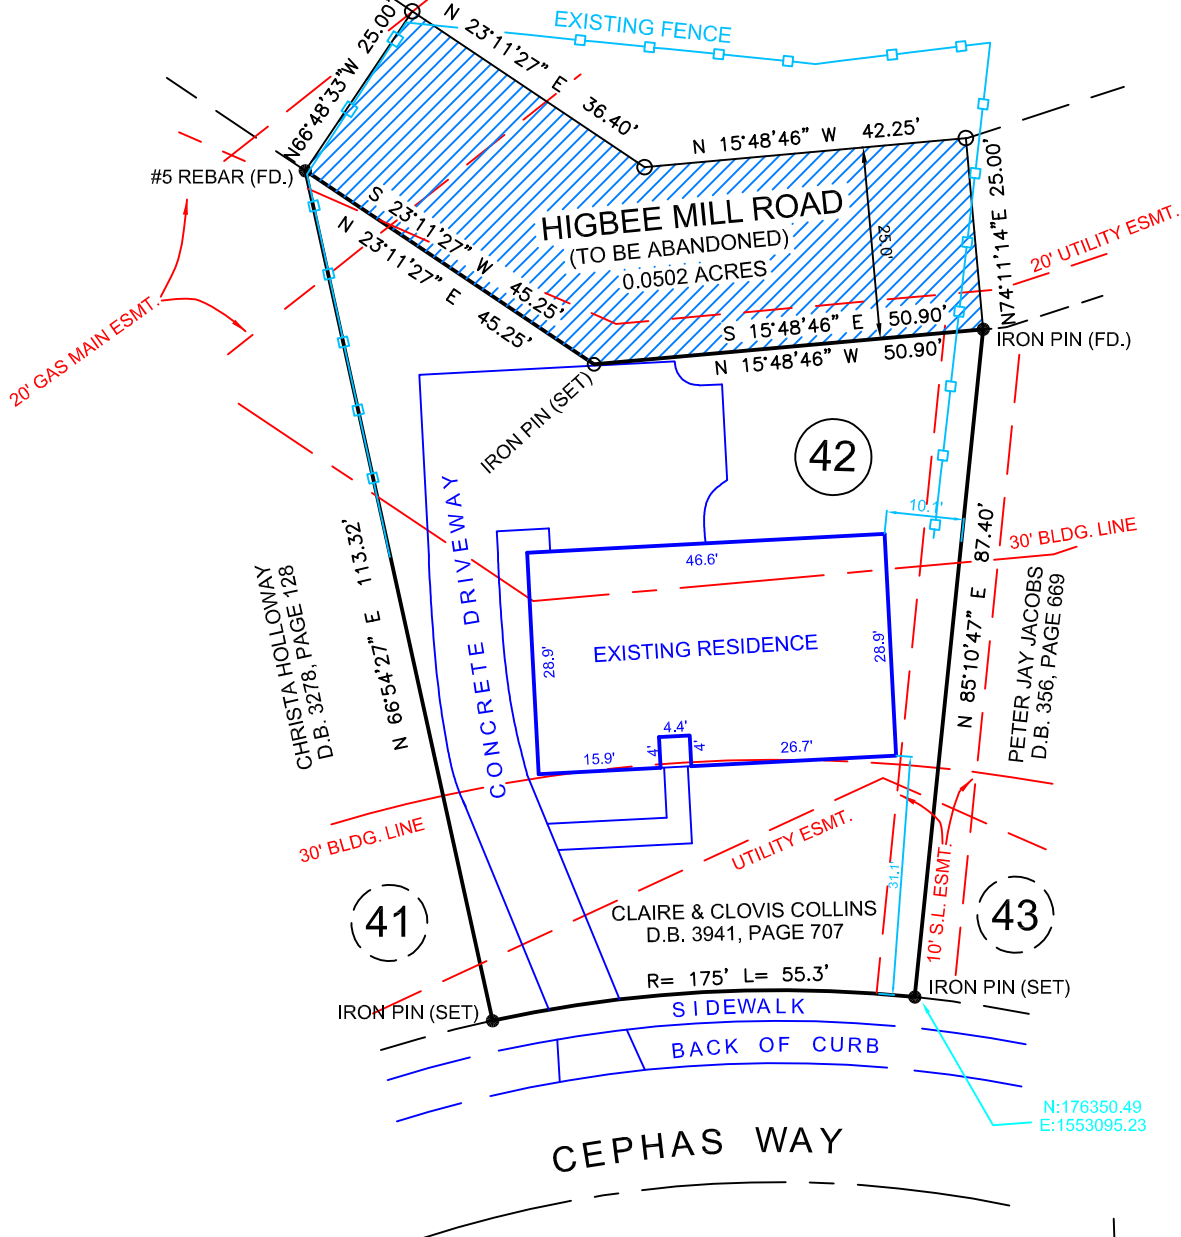 EXISTING FENCE
N 23°11'27" E 36.40'
N66°48'33"W 25.00'
N 15°48'46" W 42.25'
#5 REBAR (FD.)
S 23°11'27" W 45.25'
N 23°11'27" E 45.25'
HIGBEE MILL ROAD
(TO BE ABANDONED)
0.0502 ACRES
25.0'
N74°11'14"E 25.00'
20' UTILITY ESMT.
S 15°48'46" E 50.90'
N 15°48'46" W 50.90'
IRON PIN (FD.)
20' GAS MAIN ESMT.
IRON PIN (SET)
42
10.1'
30' BLDG. LINE
CONCRETE DRIVEWAY
46.6'
28.9'
EXISTING RESIDENCE
28.9'
4.4'
4'
4'
15.9'
26.7'
N 66°54'27" E 113.32'
CHRISTA HOLLOWAY
D.B. 3278, PAGE 128
N 85°10'47" E 87.40'
PETER JAY JACOBS
D.B. 356, PAGE 669
30' BLDG. LINE
UTILITY ESMT.
31.1'
10' S.L. ESMT.
41
CLAIRE & CLOVIS COLLINS
D.B. 3941, PAGE 707
43
R= 175' L= 55.3'
IRON PIN (SET)
IRON PIN (SET)
SIDEWALK
BACK OF CURB
N:176350.49
E:1553095.23
CEPHAS WAY